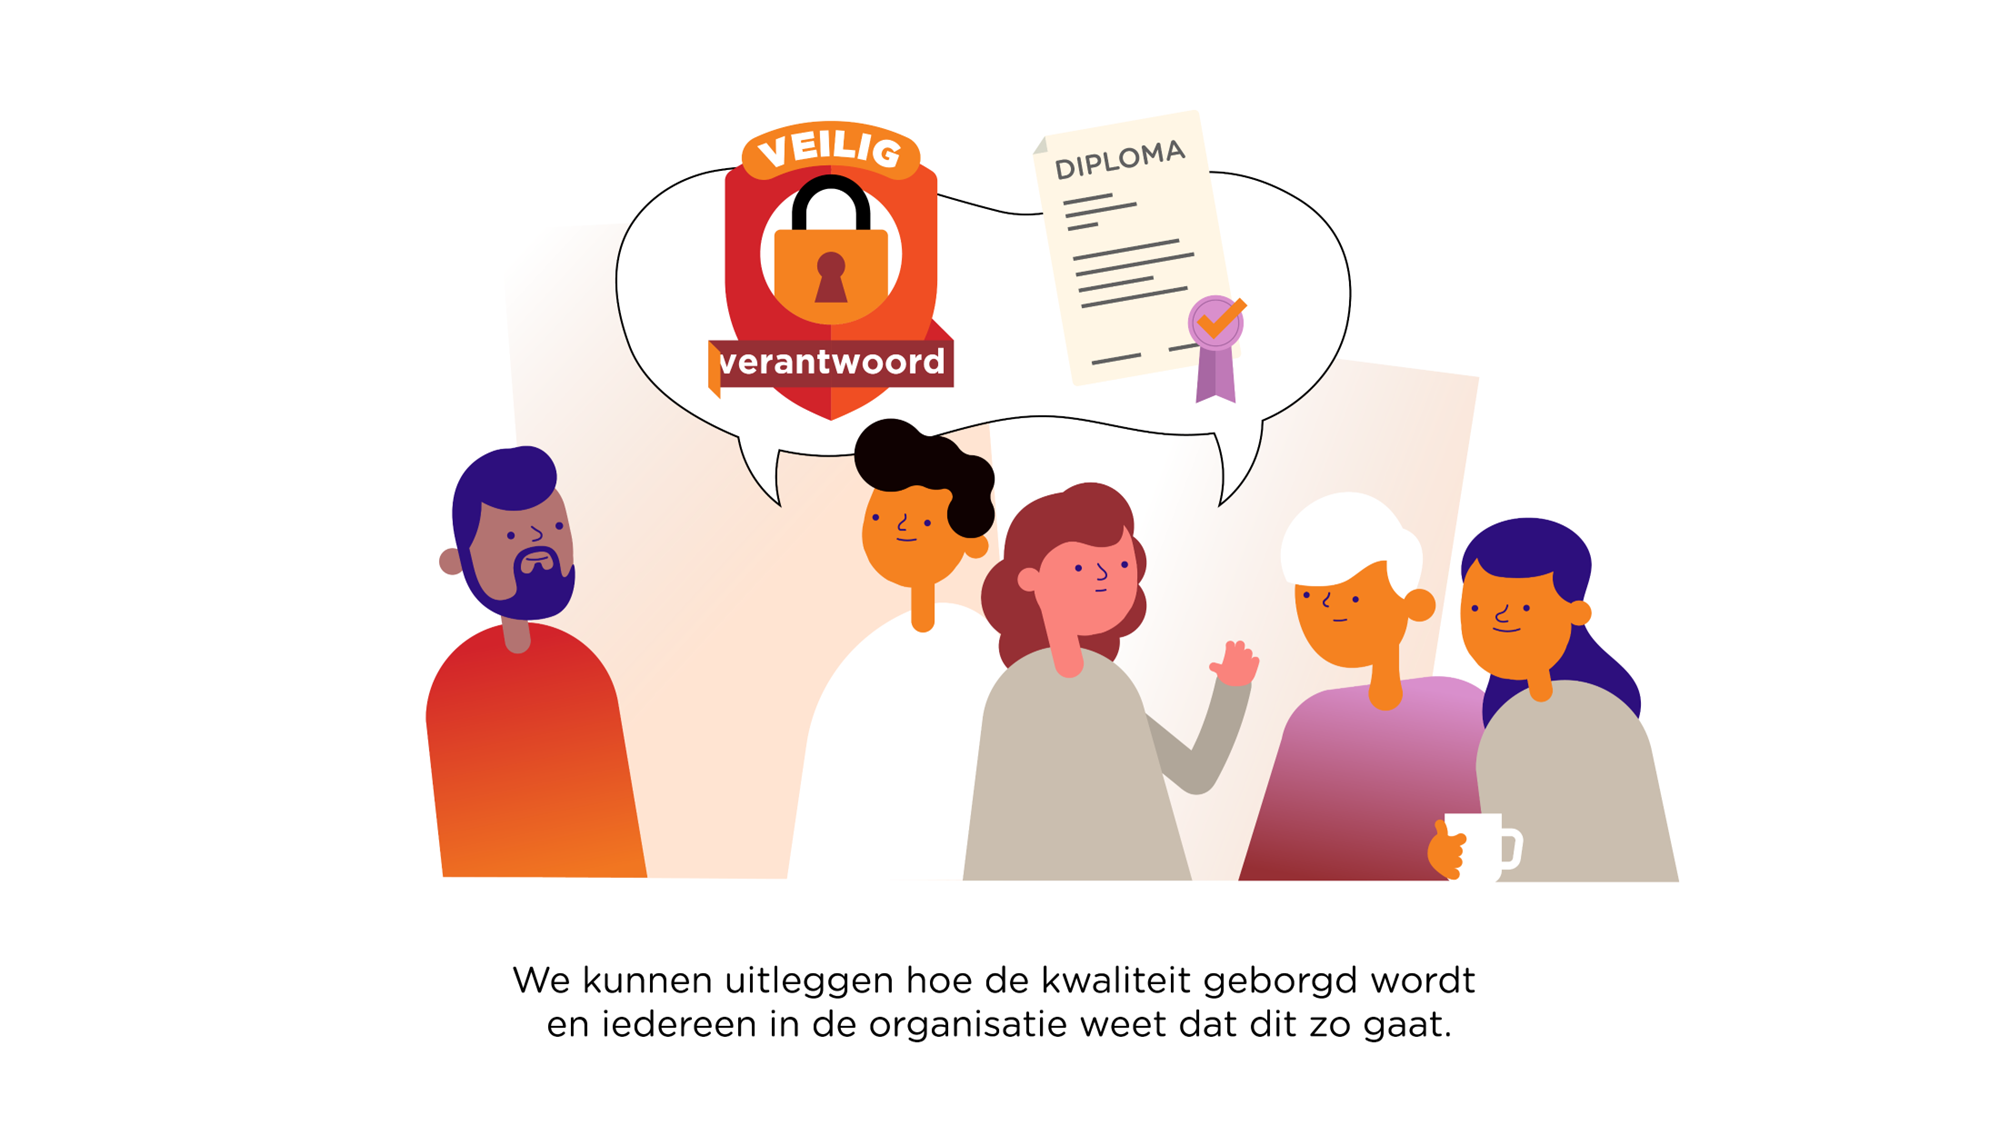 VEILIG
verantwoord
DIPLOMA
We kunnen uitleggen hoe de kwaliteit geborgd wordt
en iedereen in de organisatie weet dat dit zo gaat.